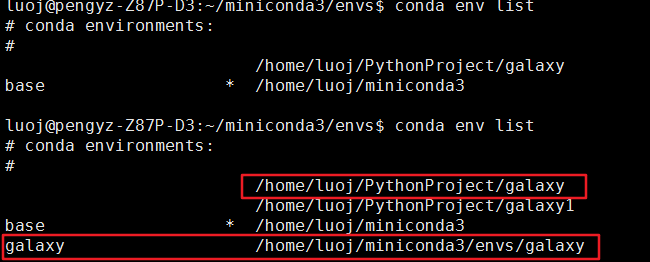 luoj@pengyz-Z87P-D3:~/miniconda3/envs$ conda env list
# conda environments:
#
/home/luoj/PythonProject/galaxy
base * /home/luoj/miniconda3
luoj@pengyz-Z87P-D3:~/miniconda3/envs$ conda env list
# conda environments:
#
/home/luoj/PythonProject/galaxy
/home/luoj/PythonProject/galaxy1
base * /home/luoj/miniconda3
galaxy /home/luoj/miniconda3/envs/galaxy